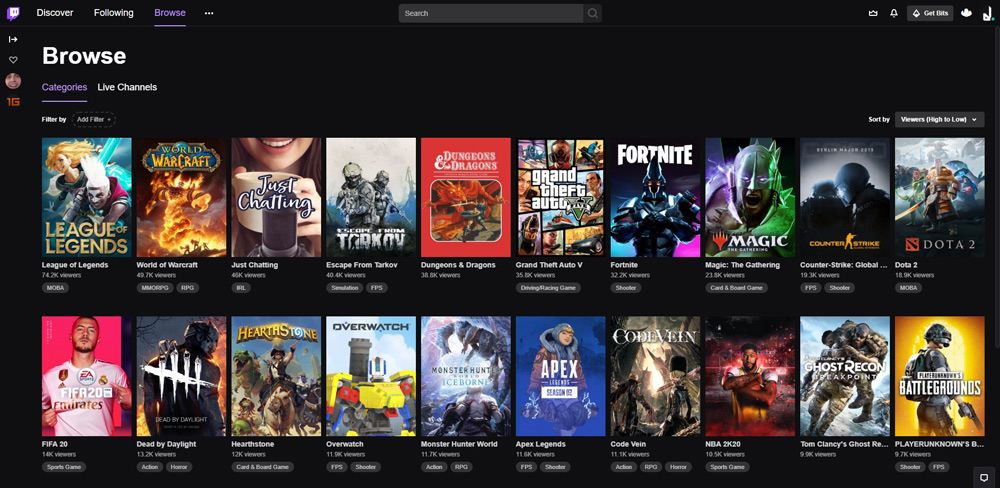 Discover Following Browse ••• Search Get Bits
1G
Browse
Categories Live Channels
Filter by Add Filter + Sort by Viewers (High to Low)
LEAGUE OF LEGENDS
WORLD OF WARCRAFT
Just Chatting
ESCAPE FROM TARKOV
DUNGEONS & DRAGONS
grand theft auto V
FORTNITE
MAGIC THE GATHERING
BERLIN MAJOR 2019
COUNTER STRIKE
DOTA 2
League of Legends World of Warcraft Just Chatting Escape From Tarkov Dungeons & Dragons Grand Theft Auto V Fortnite Magic: The Gathering Counter-Strike: Global ... Dota 2
74.2K viewers 49.7K viewers 46K viewers 40.4K viewers 38.8K viewers 35.8K viewers 32.2K viewers 23.8K viewers 19.3K viewers 18.9K viewers
MOBA MMORPG RPG IRL Simulation FPS Driving/Racing Game Shooter Card & Board Game FPS Shooter MOBA
EA SPORTS FIFA 20
Emirates
DEAD BY DAYLIGHT
HEARTHSTONE
OVERWATCH
MONSTER HUNTER WORLD ICEBORNE
APEX LEGENDS
SEASON 02
CODE VEIN
TOM CLANCY'S
GHOST RECON
BREAKPOINT
PLAYERUNKNOWN'S
BATTLEGROUNDS
FIFA 20 Dead by Daylight Hearthstone Overwatch Monster Hunter World Apex Legends Code Vein NBA 2K20 Tom Clancy's Ghost Re... PLAYERUNKNOWN'S B...
14K viewers 13.2K viewers 12K viewers 11.9K viewers 11.7K viewers 11.6K viewers 11.1K viewers 10.5K viewers 9.9K viewers 9.7K viewers
Sports Game Action Horror Card & Board Game FPS Shooter Action RPG FPS Shooter Action RPG Horror Sports Game Shooter FPS